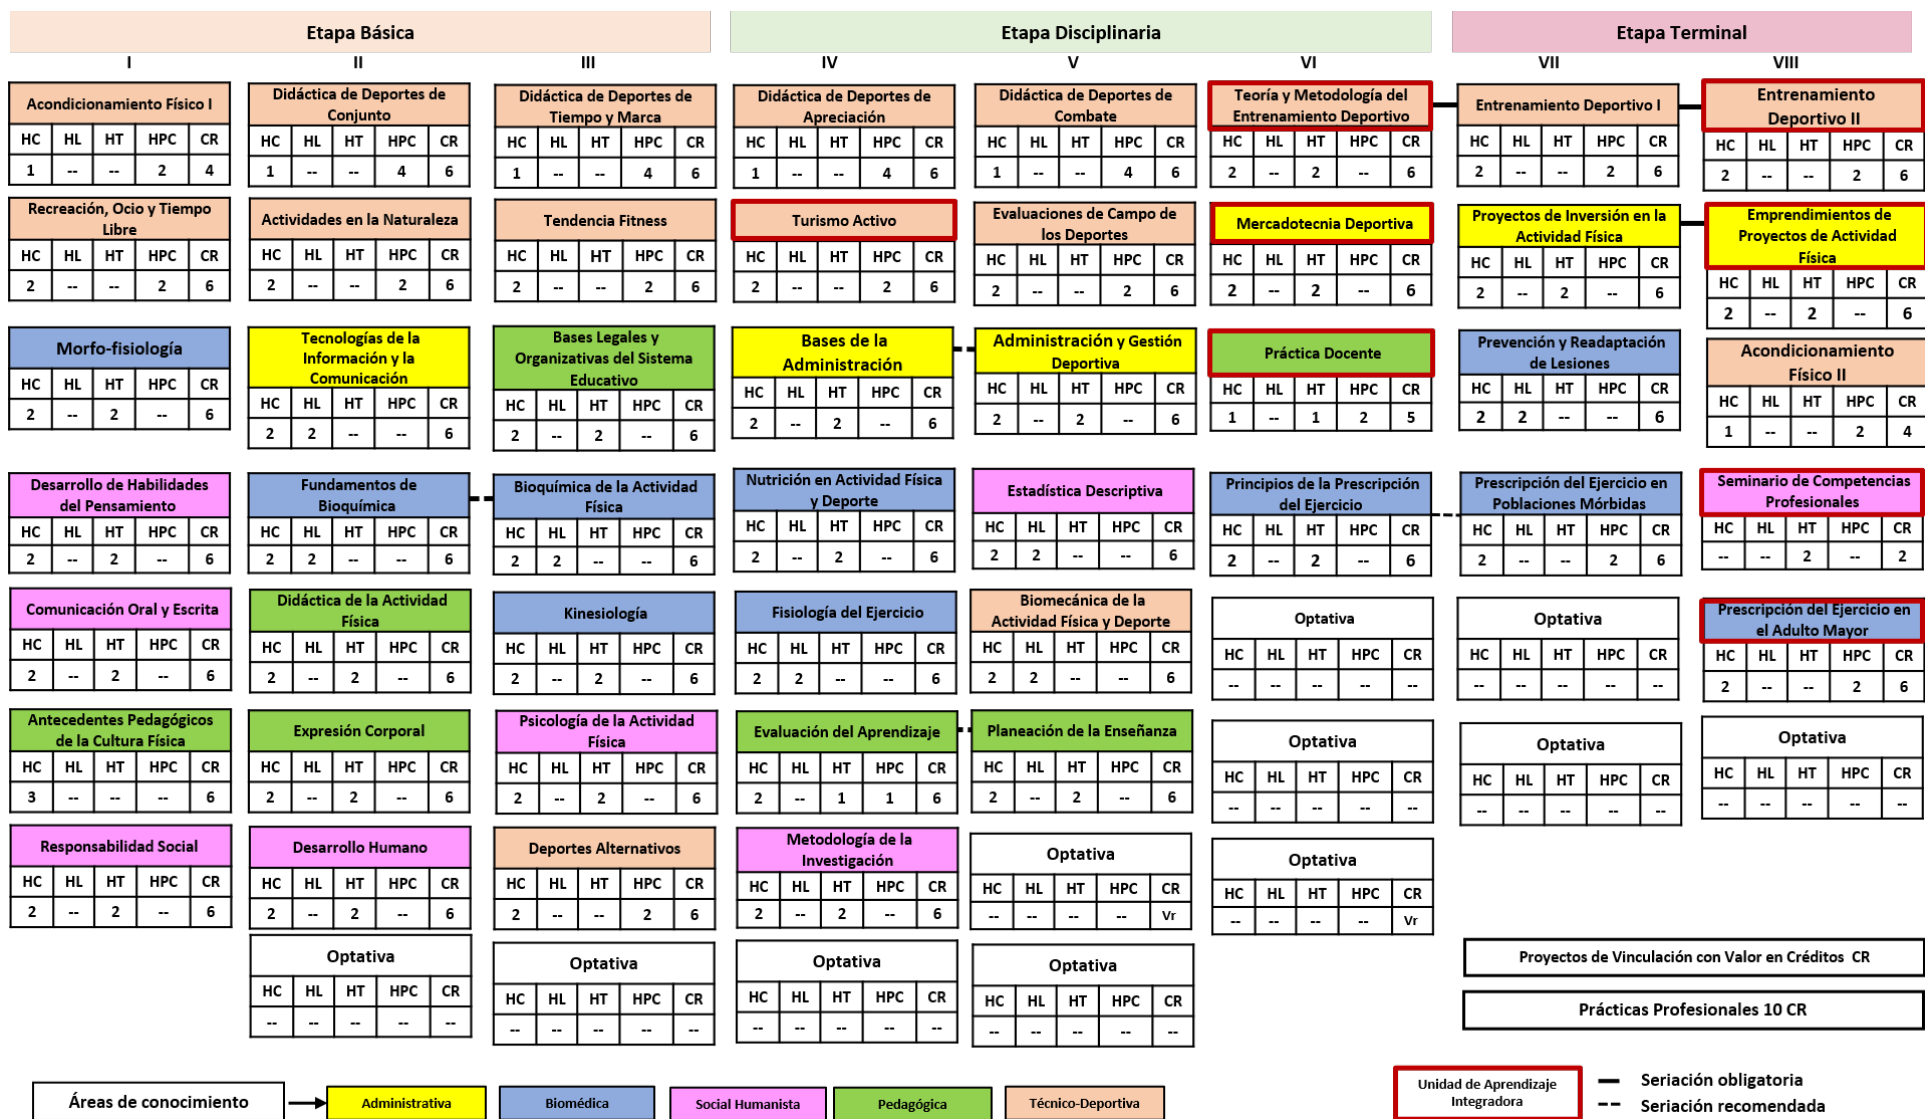 Etapa Básica
Etapa Disciplinaria
Etapa Terminal
I
II
III
IV
V
VI
VII
VIII
Acondicionamiento Físico I
HC HL HT HPC CR
1 -- -- 2 4
Didáctica de Deportes de
Conjunto
HC HL HT HPC CR
1 -- -- 4 6
Didáctica de Deportes de
Tiempo y Marca
HC HL HT HPC CR
1 -- -- 4 6
Didáctica de Deportes de
Apreciación
HC HL HT HPC CR
1 -- -- 4 6
Didáctica de Deportes de
Combate
HC HL HT HPC CR
1 -- -- 4 6
Teoría y Metodología del
Entrenamiento Deportivo
HC HL HT HPC CR
2 -- 2 -- 6
Entrenamiento Deportivo I
HC HL HT HPC CR
2 -- -- 2 6
Entrenamiento
Deportivo II
HC HL HT HPC CR
2 -- -- 2 6
Recreación, Ocio y Tiempo
Libre
HC HL HT HPC CR
2 -- -- 2 6
Actividades en la Naturaleza
HC HL HT HPC CR
2 -- -- 2 6
Tendencia Fitness
HC HL HT HPC CR
2 -- -- 2 6
Turismo Activo
HC HL HT HPC CR
2 -- -- 2 6
Evaluaciones de Campo de
los Deportes
HC HL HT HPC CR
2 -- -- 2 6
Mercadotecnia Deportiva
HC HL HT HPC CR
2 -- 2 -- 6
Proyectos de Inversión en la
Actividad Física
HC HL HT HPC CR
2 -- 2 -- 6
Emprendimientos de
Proyectos de Actividad
Física
HC HL HT HPC CR
2 -- 2 -- 6
Morfo-fisiología
HC HL HT HPC CR
2 -- 2 -- 6
Tecnologías de la
Información y la
Comunicación
HC HL HT HPC CR
2 2 -- -- 6
Bases Legales y
Organizativas del Sistema
Educativo
HC HL HT HPC CR
2 -- 2 -- 6
Bases de la
Administración
HC HL HT HPC CR
2 -- 2 -- 6
Administración y Gestión
Deportiva
HC HL HT HPC CR
2 -- 2 -- 6
Práctica Docente
HC HL HT HPC CR
1 -- 1 2 5
Prevención y Readaptación
de Lesiones
HC HL HT HPC CR
2 2 -- -- 6
Acondicionamiento
Físico II
HC HL HT HPC CR
1 -- -- 2 4
Desarrollo de Habilidades
del Pensamiento
HC HL HT HPC CR
2 -- 2 -- 6
Fundamentos de
Bioquímica
HC HL HT HPC CR
2 2 -- -- 6
Bioquímica de la Actividad
Física
HC HL HT HPC CR
2 2 -- -- 6
Nutrición en Actividad Física
y Deporte
HC HL HT HPC CR
2 -- 2 -- 6
Estadística Descriptiva
HC HL HT HPC CR
2 2 -- -- 6
Principios de la Prescripción
del Ejercicio
HC HL HT HPC CR
2 -- 2 -- 6
Prescripción del Ejercicio en
Poblaciones Mórbidas
HC HL HT HPC CR
2 -- -- 2 6
Seminario de Competencias
Profesionales
HC HL HT HPC CR
-- -- 2 -- 2
Comunicación Oral y Escrita
HC HL HT HPC CR
2 -- 2 -- 6
Didáctica de la Actividad
Física
HC HL HT HPC CR
2 -- 2 -- 6
Kinesiología
HC HL HT HPC CR
2 -- 2 -- 6
Fisiología del Ejercicio
HC HL HT HPC CR
2 2 -- -- 6
Biomecánica de la
Actividad Física y Deporte
HC HL HT HPC CR
2 2 -- -- 6
Optativa
HC HL HT HPC CR
-- -- -- -- --
Optativa
HC HL HT HPC CR
-- -- -- -- --
Prescripción del Ejercicio en
el Adulto Mayor
HC HL HT HPC CR
2 -- -- 2 6
Antecedentes Pedagógicos
de la Cultura Física
HC HL HT HPC CR
3 -- -- -- 6
Expresión Corporal
HC HL HT HPC CR
2 -- 2 -- 6
Psicología de la Actividad
Física
HC HL HT HPC CR
2 -- 2 -- 6
Evaluación del Aprendizaje
HC HL HT HPC CR
2 -- 1 1 6
Planeación de la Enseñanza
HC HL HT HPC CR
2 -- 2 -- 6
Optativa
HC HL HT HPC CR
-- -- -- -- --
Optativa
HC HL HT HPC CR
-- -- -- -- --
Optativa
HC HL HT HPC CR
-- -- -- -- --
Responsabilidad Social
HC HL HT HPC CR
2 -- 2 -- 6
Desarrollo Humano
HC HL HT HPC CR
2 -- 2 -- 6
Deportes Alternativos
HC HL HT HPC CR
2 -- -- 2 6
Metodología de la
Investigación
HC HL HT HPC CR
2 -- 2 -- 6
Optativa
HC HL HT HPC CR
-- -- -- -- Vr
Optativa
HC HL HT HPC CR
-- -- -- -- Vr
Optativa
HC HL HT HPC CR
-- -- -- -- --
Optativa
HC HL HT HPC CR
-- -- -- -- --
Optativa
HC HL HT HPC CR
-- -- -- -- --
Optativa
HC HL HT HPC CR
-- -- -- -- --
Proyectos de Vinculación con Valor en Créditos CR
Prácticas Profesionales 10 CR
Áreas de conocimiento
Administrativa
Biomédica
Social Humanista
Pedagógica
Técnico-Deportiva
Unidad de Aprendizaje
Integradora
Seriación obligatoria
Seriación recomendada